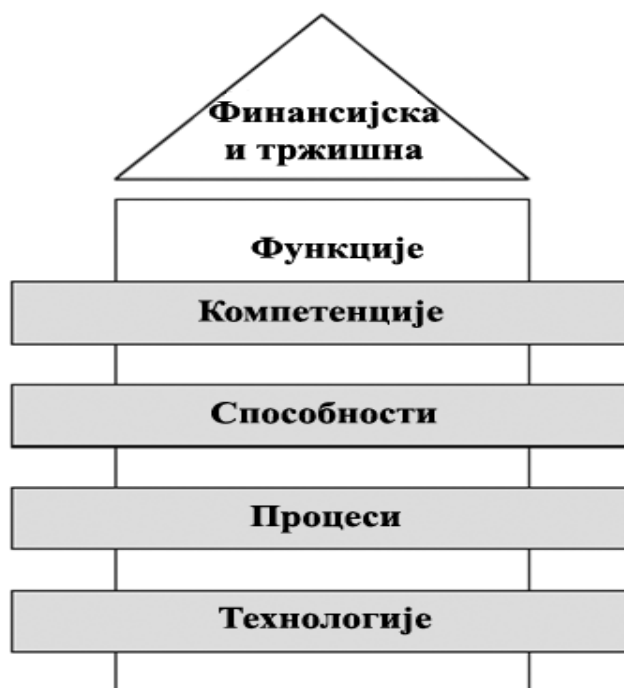 Финансијска
и тржишна
Функције
Компетенције
Способности
Процеси
Технологије